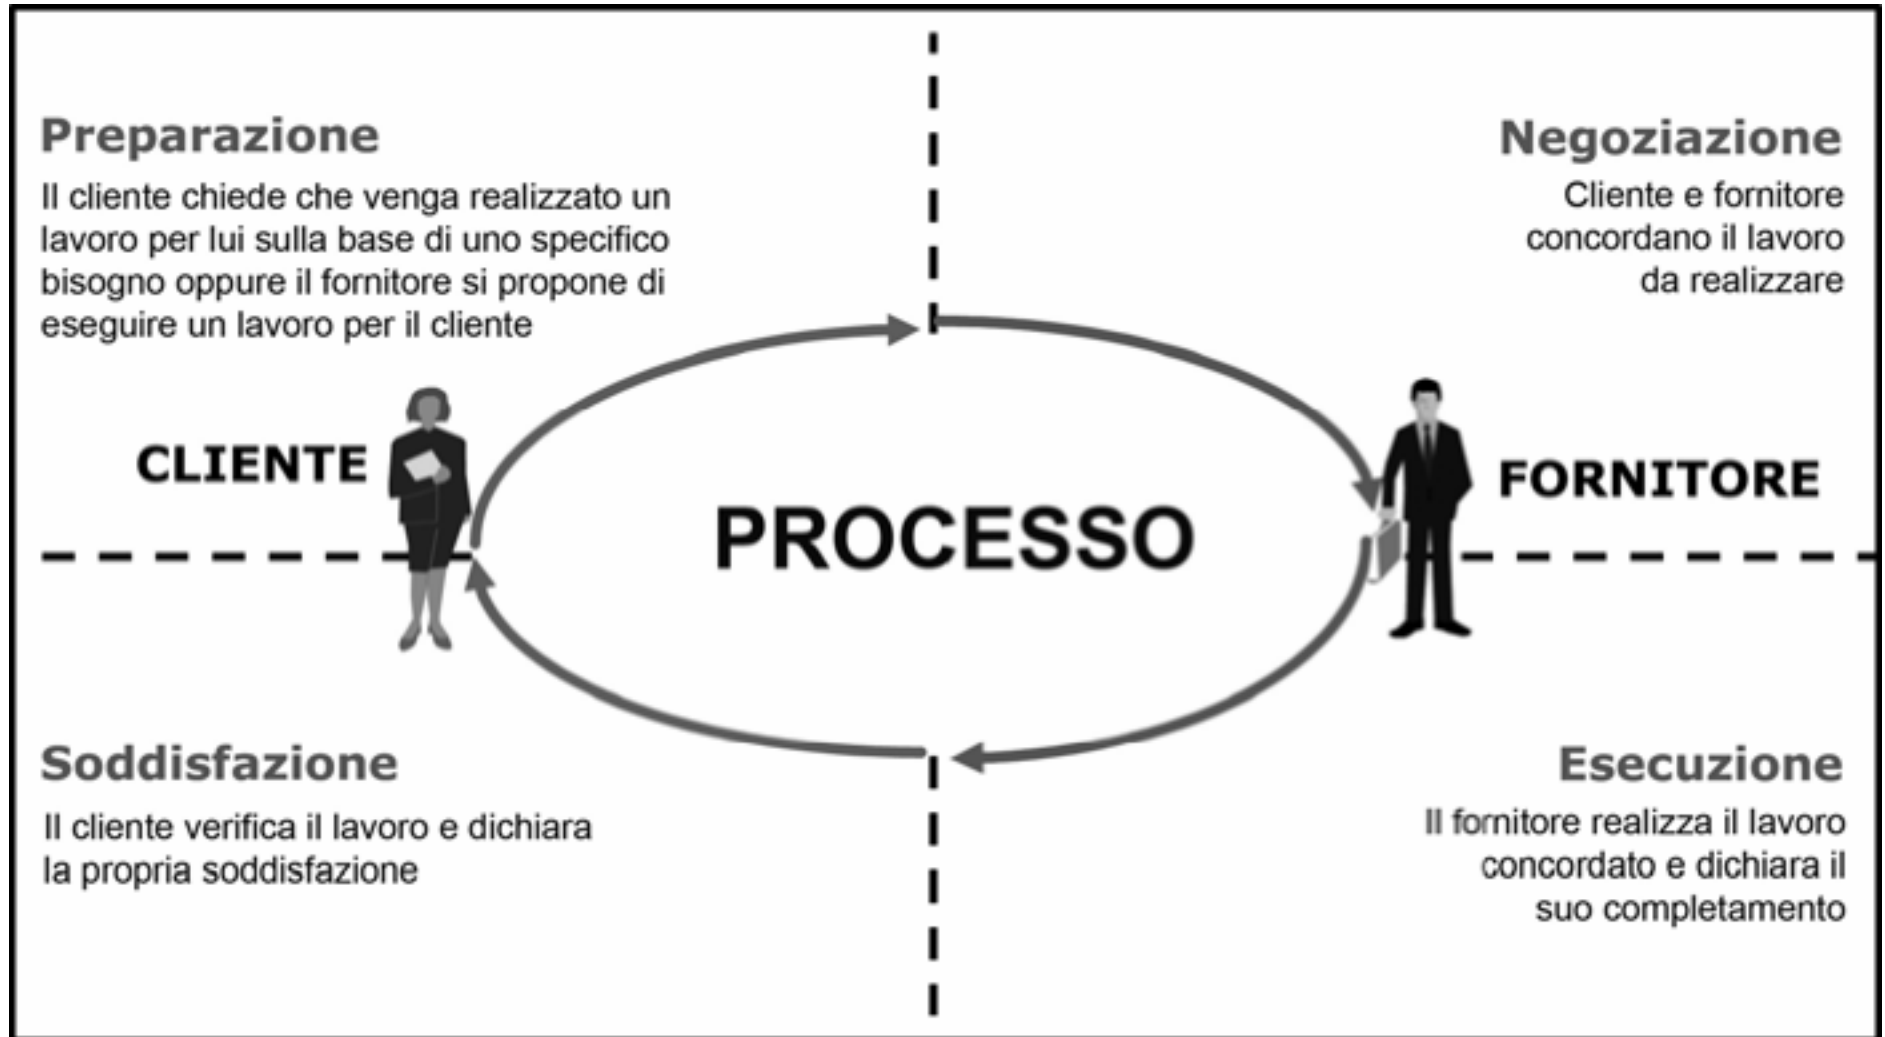 Preparazione
Il cliente chiede che venga realizzato un
lavoro per lui sulla base di uno specifico
bisogno oppure il fornitore si propone di
eseguire un lavoro per il cliente
Negoziazione
Cliente e fornitore
concordano il lavoro
da realizzare
CLIENTE
PROCESSO
FORNITORE
Soddisfazione
Il cliente verifica il lavoro e dichiara
la propria soddisfazione
Esecuzione
Il fornitore realizza il lavoro
concordato e dichiara il
suo completamento